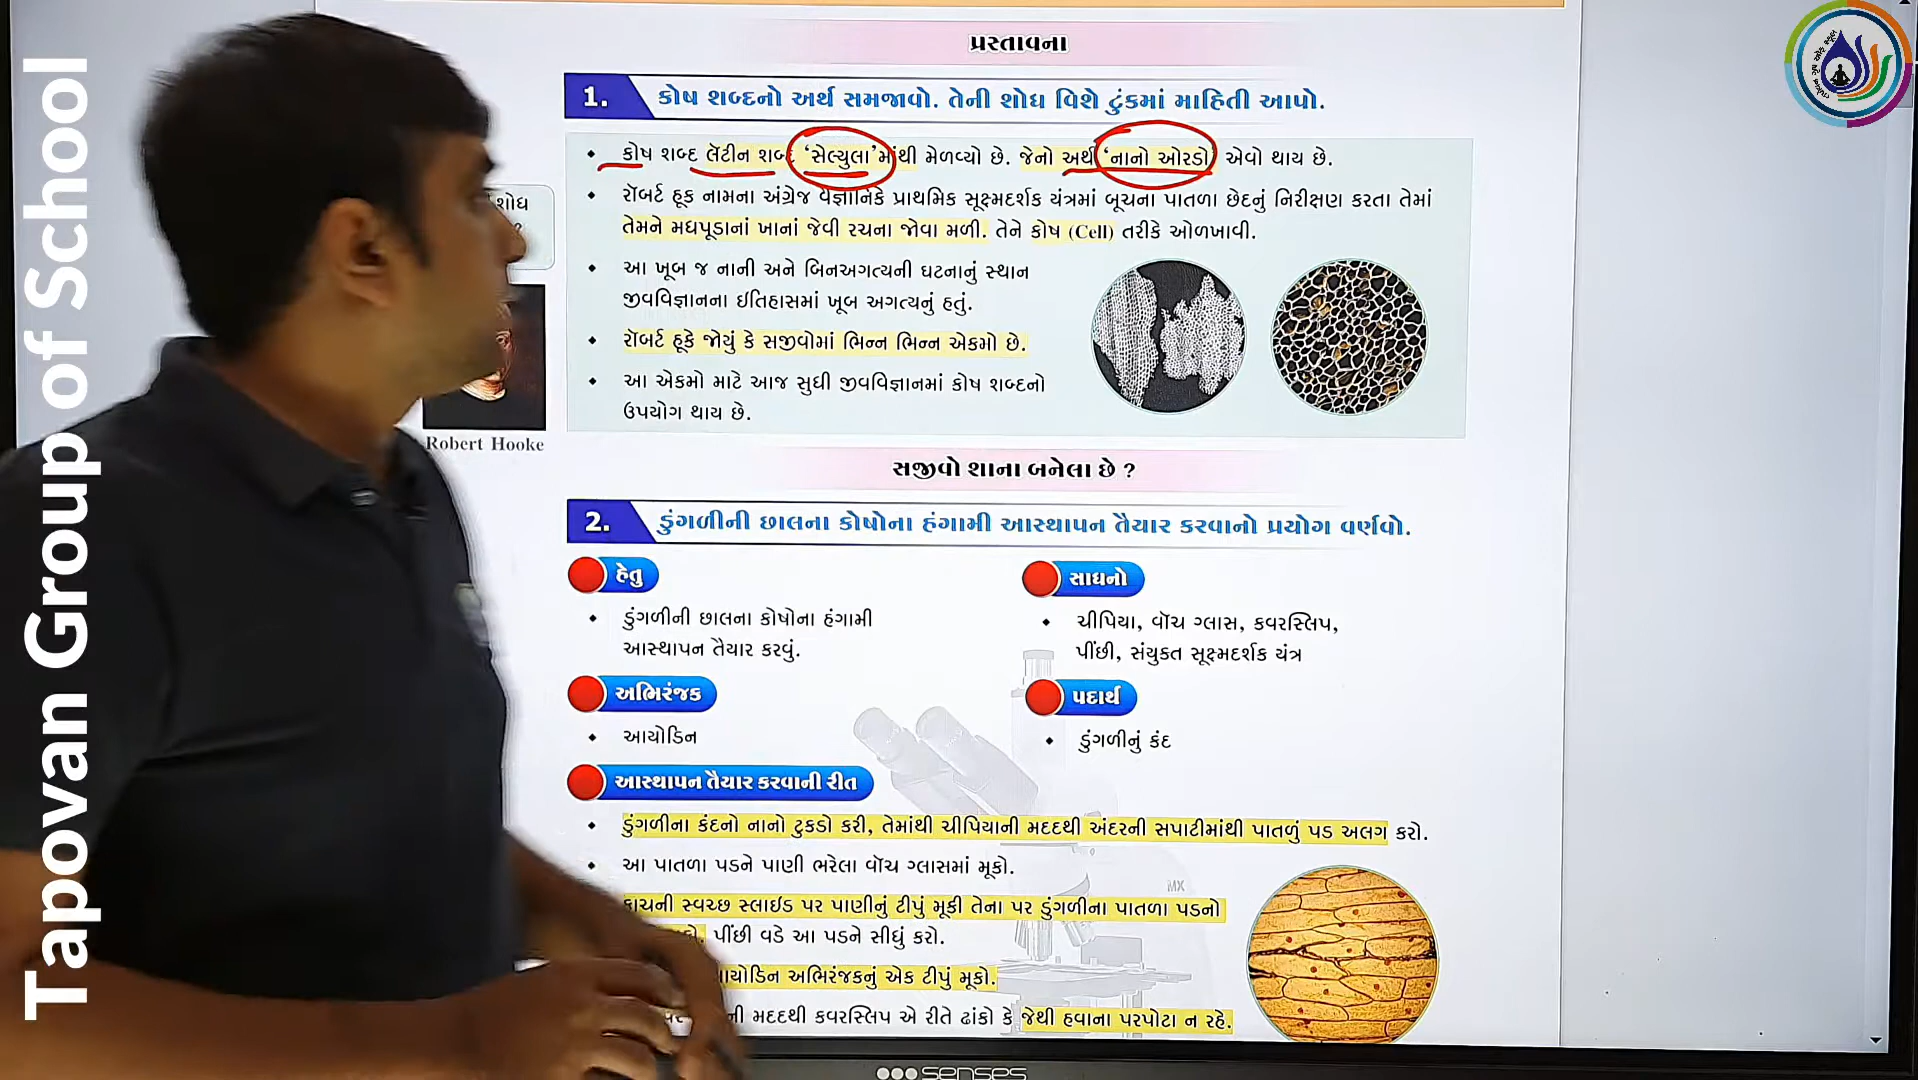 Tapovan Group of School
પ્રસ્તાવના
1. કોષ શબ્દનો અર્થ સમજાવો. તેની શોધ વિશે ટુંકમાં માહિતી આપો.
• કોષ શબ્દ લૅટીન શબ્દ ‘સેલ્યુલા’માંથી મેળવ્યો છે. જેનો અર્થ ‘નાનો ઓરડો’ એવો થાય છે.
• રૉબર્ટ હૂક નામના અંગ્રેજ વૈજ્ઞાનિકે પ્રાથમિક સૂક્ષ્મદર્શક યંત્રમાં બૂચના પાતળા છેદનું નિરીક્ષણ કરતા તેમાં
તેમને મધપૂડાનાં ખાનાં જેવી રચના જોવા મળી. તેને કોષ (Cell) તરીકે ઓળખાવી.
• આ ખૂબ જ નાની અને બિનઅગત્યની ઘટનાનું સ્થાન
જીવવિજ્ઞાનના ઇતિહાસમાં ખૂબ અગત્યનું હતું.
• રૉબર્ટ હૂકે જોયું કે સજીવોમાં ભિન્ન ભિન્ન એકમો છે.
• આ એકમો માટે આજ સુધી જીવવિજ્ઞાનમાં કોષ શબ્દનો
ઉપયોગ થાય છે.
શોધ
?
Robert Hooke
સજીવો શાના બનેલા છે ?
2. ડુંગળીની છાલના કોષોના હંગામી આસ્થાપન તૈયાર કરવાનો પ્રયોગ વર્ણવો.
હેતુ
• ડુંગળીની છાલના કોષોના હંગામી
આસ્થાપન તૈયાર કરવું.
સાધનો
• ચીપિયા, વૉચ ગ્લાસ, કવરસ્લિપ,
પીંછી, સંયુક્ત સૂક્ષ્મદર્શક યંત્ર
અભિરંજક
• આયોડિન
પદાર્થ
• ડુંગળીનું કંદ
આસ્થાપન તૈયાર કરવાની રીત
• ડુંગળીના કંદનો નાનો ટુકડો કરી, તેમાંથી ચીપિયાની મદદથી અંદરની સપાટીમાંથી પાતળું પડ અલગ કરો.
• આ પાતળા પડને પાણી ભરેલા વૉચ ગ્લાસમાં મૂકો.
કાચની સ્વચ્છ સ્લાઇડ પર પાણીનું ટીપું મૂકી તેના પર ડુંગળીના પાતળા પડનો
પીંછી વડે આ પડને સીધું કરો.
આયોડિન અભિરંજકનું એક ટીપું મૂકો.
ની મદદથી કવરસ્લિપ એ રીતે ઢાંકો કે જેથી હવાના પરપોટા ન રહે.
MX
senses